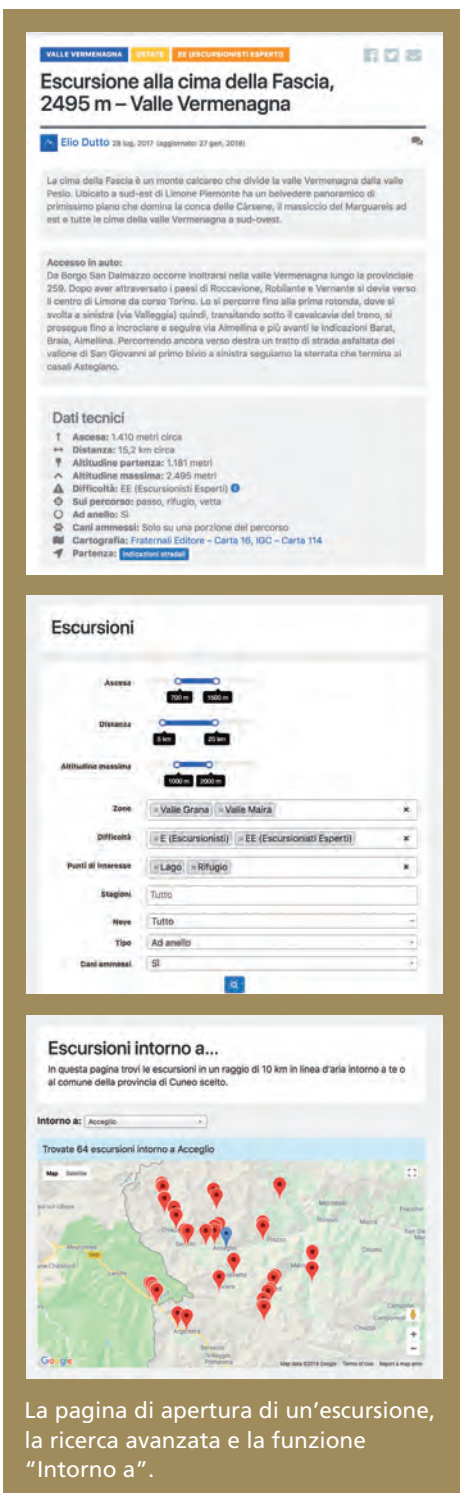 VALLE VERMENAGNA ESTATE EE (ESCURSIONISTI ESPERTI)
Escursione alla cima della Fascia,
2495 m – Valle Vermenagna
Elio Dutto 28 lug, 2017 (aggiornato: 27 gen, 2018)
La cima della Fascia è un monte calcareo che divide la valle Vermenagna dalla valle
Pesio. Ubicato a sud-est di Limone Piemonte ha un belvedere panoramico di
primissimo piano che domina la conca delle Càrsene, il massiccio del Marguareis ad
est e tutte le cime della valle Vermenagna a sud-ovest.
Accesso in auto:
Da Borgo San Dalmazzo occorre inoltrarsi nella valle Vermenagna lungo la provinciale
259. Dopo aver attraversato i paesi di Roccavione, Robilante e Vernante si devia verso
il centro di Limone da corso Torino. Lo si percorre fino alla prima rotonda, dove si
svolta a sinistra (via Valleggia) quindi, transitando sotto il cavalcavia del treno, si
prosegue fino a incrociare e seguire via Almellina e più avanti le indicazioni Barat,
Braia, Almellina. Percorrendo ancora verso destra un tratto di strada asfaltata del
vallone di San Giovanni al primo bivio a sinistra seguiamo la sterrata che termina ai
casali Astegiano.
Dati tecnici
Ascesa: 1.410 metri circa
Distanza: 15,2 km circa
Altitudine partenza: 1.181 metri
Altitudine massima: 2.495 metri
Difficoltà: EE (Escursionisti Esperti)
Sul percorso: passo, rifugio, vetta
Ad anello: Sì
Cani ammessi: Solo su una porzione del percorso
Cartografia: Fraternali Editore – Carta 16, IGC – Carta 114
Partenza: Indicazioni stradali
Escursioni
Ascesa
700 m 1500 m
Distanza
5 km 20 km
Altitudine massima
1000 m 2000 m
Zone × Valle Grana × Valle Maira ×
Difficoltà × E (Escursionisti) × EE (Escursionisti Esperti) ×
Punti di interesse × Lago × Rifugio ×
Stagioni Tutto
Neve Tutto
Tipo Ad anello
Cani ammessi Sì
Escursioni intorno a...
In questa pagina trovi le escursioni in un raggio di 10 km in linea d'aria intorno a te o
al comune della provincia di Cuneo scelto.
Intorno a: Acceglio
Trovate 64 escursioni intorno a Acceglio
Map Satellite
Acceglio
Prazzo
Larche
Argentera
Google
Map data ©2018 Google Terms of Use Report a map error
La pagina di apertura di un'escursione,
la ricerca avanzata e la funzione
"Intorno a".